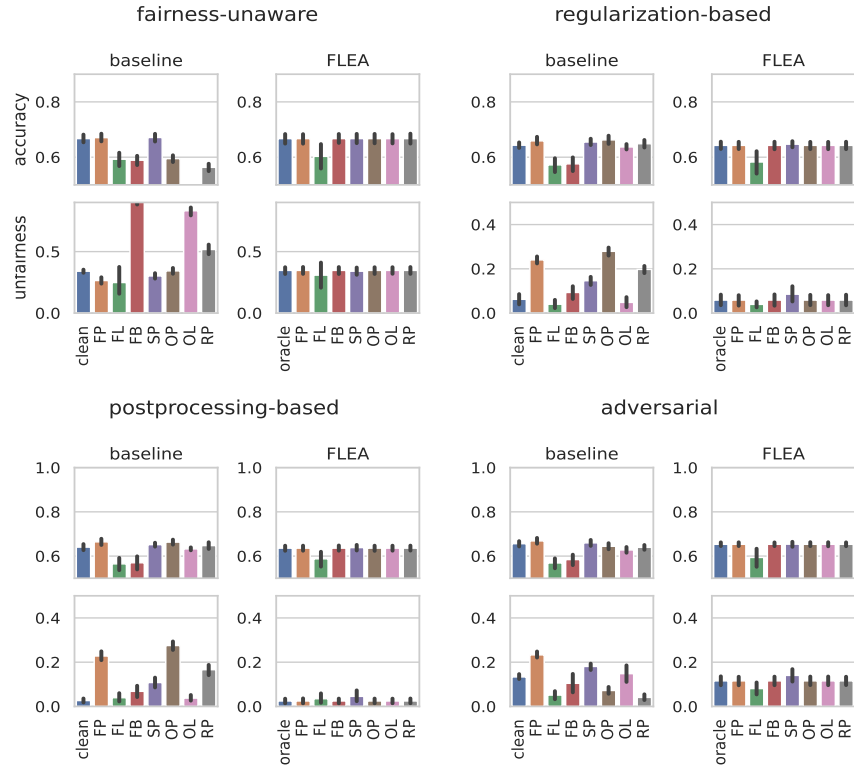 fairness-unaware
baseline FLEA
accuracy
0.8 0.8
0.6 0.6
unfairness
0.5 0.5
0.0 0.0
clean FP FL FB SP OP OL RP
oracle FP FL FB SP OP OL RP
regularization-based
baseline FLEA
0.8 0.8
0.6 0.6
0.4 0.4
0.2 0.2
0.0 0.0
clean FP FL FB SP OP OL RP
oracle FP FL FB SP OP OL RP
postprocessing-based
baseline FLEA
1.0 1.0
0.8 0.8
0.6 0.6
0.4 0.4
0.2 0.2
0.0 0.0
clean FP FL FB SP OP OL RP
oracle FP FL FB SP OP OL RP
adversarial
baseline FLEA
1.0 1.0
0.8 0.8
0.6 0.6
0.4 0.4
0.2 0.2
0.0 0.0
clean FP FL FB SP OP OL RP
oracle FP FL FB SP OP OL RP